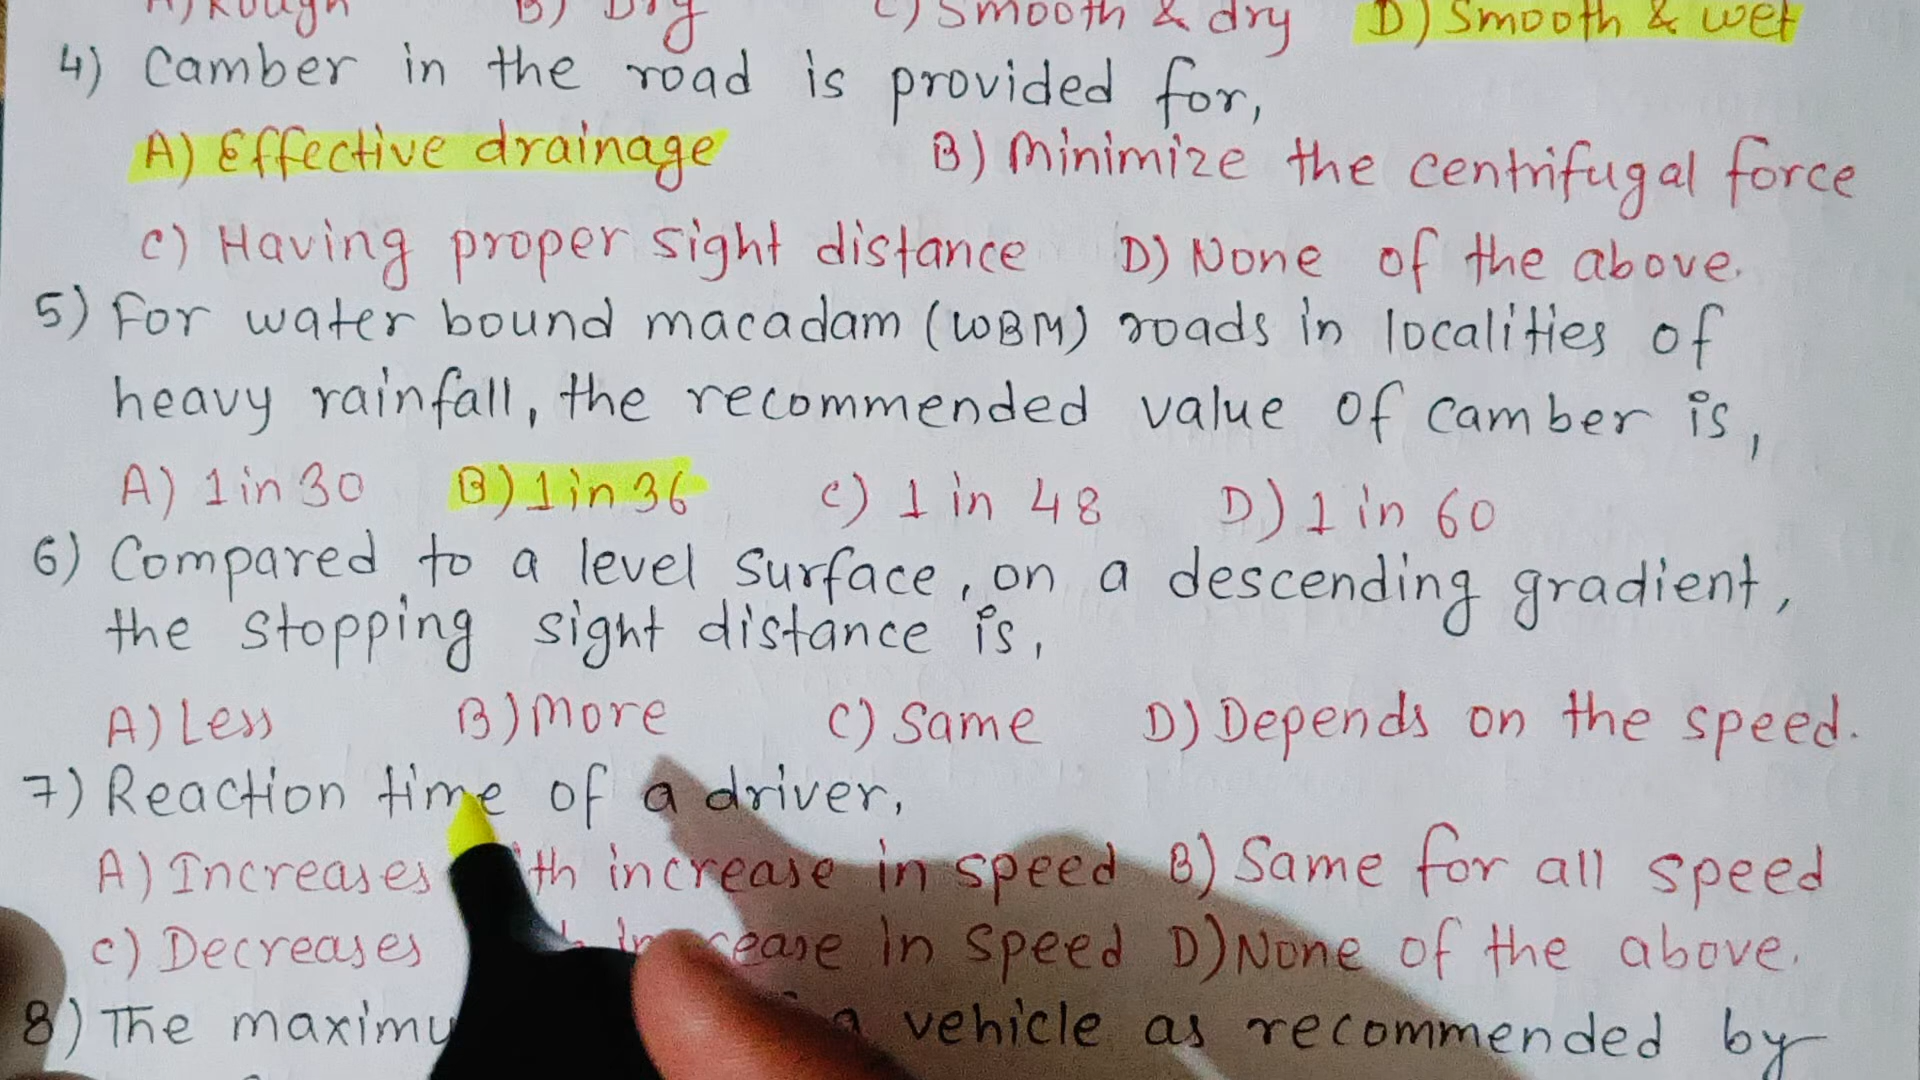 A) Rough B) Dry C) Smooth & dry D) Smooth & wet
4) Camber in the road is provided for,
A) Effective drainage B) Minimize the centrifugal force
C) Having proper sight distance D) None of the above.
5) For water bound macadam (WBM) roads in localities of
heavy rainfall, the recommended value of camber is,
A) 1 in 30 B) 1 in 36 C) 1 in 48 D) 1 in 60
6) Compared to a level surface, on a descending gradient,
the stopping sight distance is,
A) Less B) More C) Same D) Depends on the speed.
7) Reaction time of a driver,
A) Increases with increase in speed B) Same for all speed
C) Decreases increase in speed D) None of the above.
8) The a vehicle as recommended by